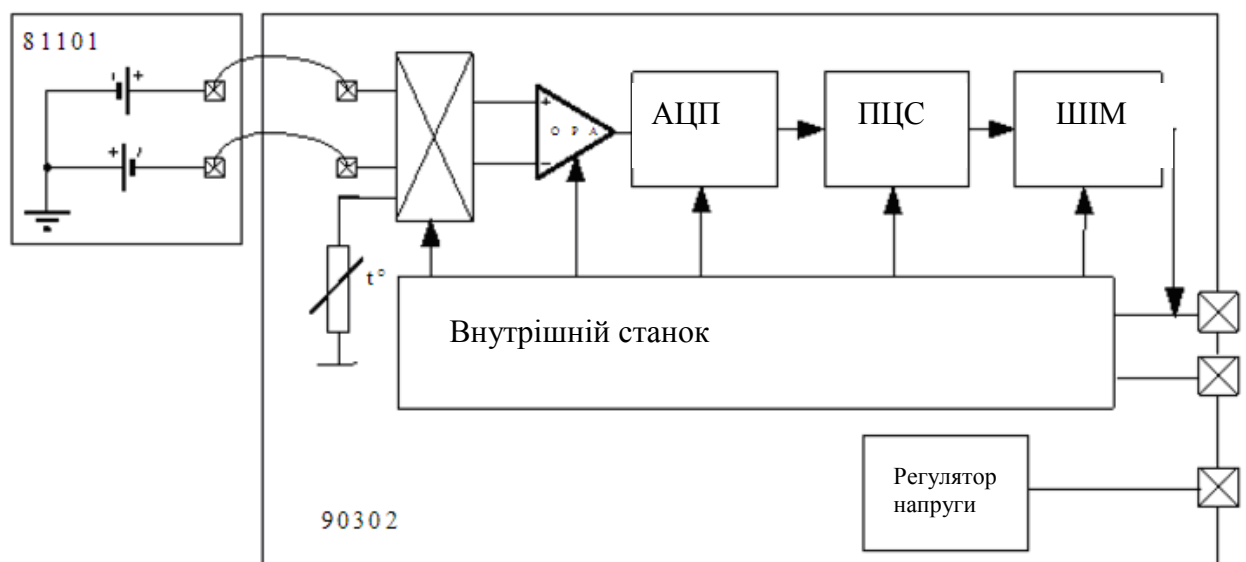 81101
+
+
+
−
O P A
АЦП
ПЦС
ШІМ
t°
Внутрішній станок
Регулятор
напруги
90302